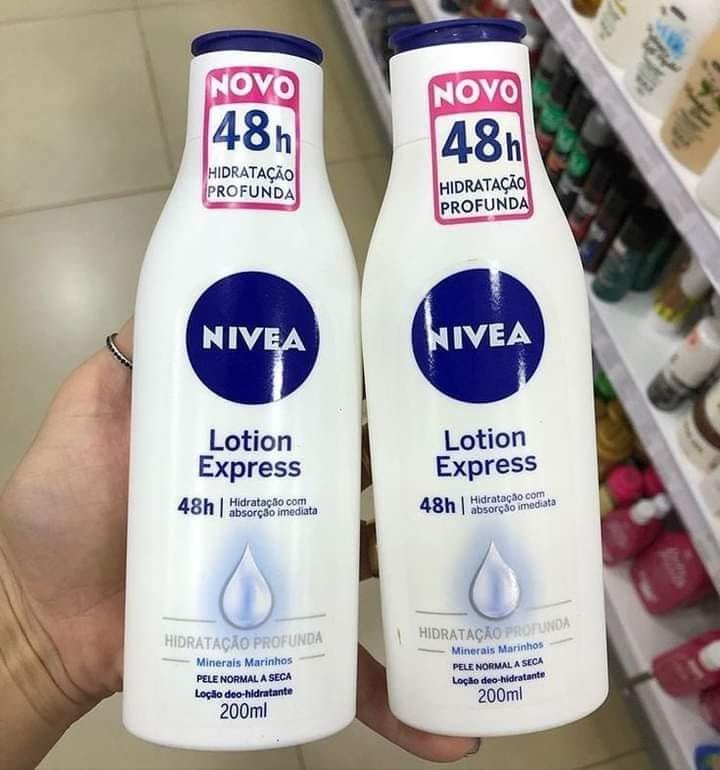 NOVO
48h
HIDRATAÇÃO
PROFUNDA
NIVEA
Lotion
Express
48h | Hidratação com
absorção imediata
HIDRATAÇÃO PROFUNDA
Minerais Marinhos
PELE NORMAL A SECA
Loção deo-hidratante
200ml
NOVO
48h
HIDRATAÇÃO
PROFUNDA
NIVEA
Lotion
Express
48h | Hidratação com
absorção imediata
HIDRATAÇÃO PROFUNDA
Minerais Marinhos
PELE NORMAL A SECA
Loção deo-hidratante
200ml